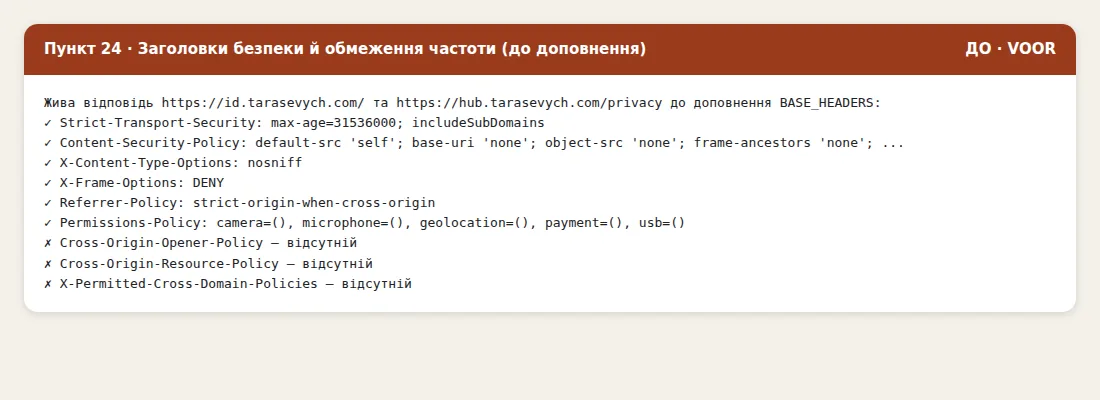 Пункт 24 · Заголовки безпеки й обмеження частоти (до доповнення)
ДО · VOOR
Жива відповідь https://id.tarasevych.com/ та https://hub.tarasevych.com/privacy до доповнення BASE_HEADERS:
✓ Strict-Transport-Security: max-age=31536000; includeSubDomains
✓ Content-Security-Policy: default-src 'self'; base-uri 'none'; object-src 'none'; frame-ancestors 'none'; ...
✓ X-Content-Type-Options: nosniff
✓ X-Frame-Options: DENY
✓ Referrer-Policy: strict-origin-when-cross-origin
✓ Permissions-Policy: camera=(), microphone=(), geolocation=(), payment=(), usb=()
✗ Cross-Origin-Opener-Policy — відсутній
✗ Cross-Origin-Resource-Policy — відсутній
✗ X-Permitted-Cross-Domain-Policies — відсутній